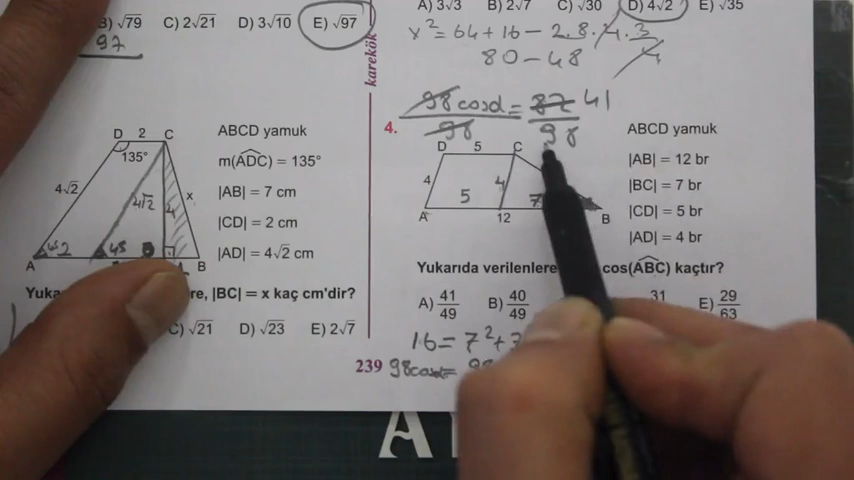 B) √79 C) 2√21 D) 3√10 E) √97
97
D 2 C
135°
4√2
4√2
4
x
45 2
45
A B
ABCD yamuk
m(ADC) = 135°
|AB| = 7 cm
|CD| = 2 cm
|AD| = 4√2 cm
re, |BC| = x kaç cm'dir?
C) √21 D) √23 E) 2√7
karekök
A) 3√3 B) 2√7 C) √30 D) 4√2 E) √35
x² = 64 + 16 - 2.8.4.3
4
80 - 48
98 cosα = 82 41
98 98
4.
D 5 C
4 5 4 7
A 12 B
ABCD yamuk
|AB| = 12 br
|BC| = 7 br
|CD| = 5 br
|AD| = 4 br
Yukarıda verilenlere cos(ABC) kaçtır?
A) 41/49 B) 40/49 31 E) 29/63
16 = 7² +
239
98 cosα =